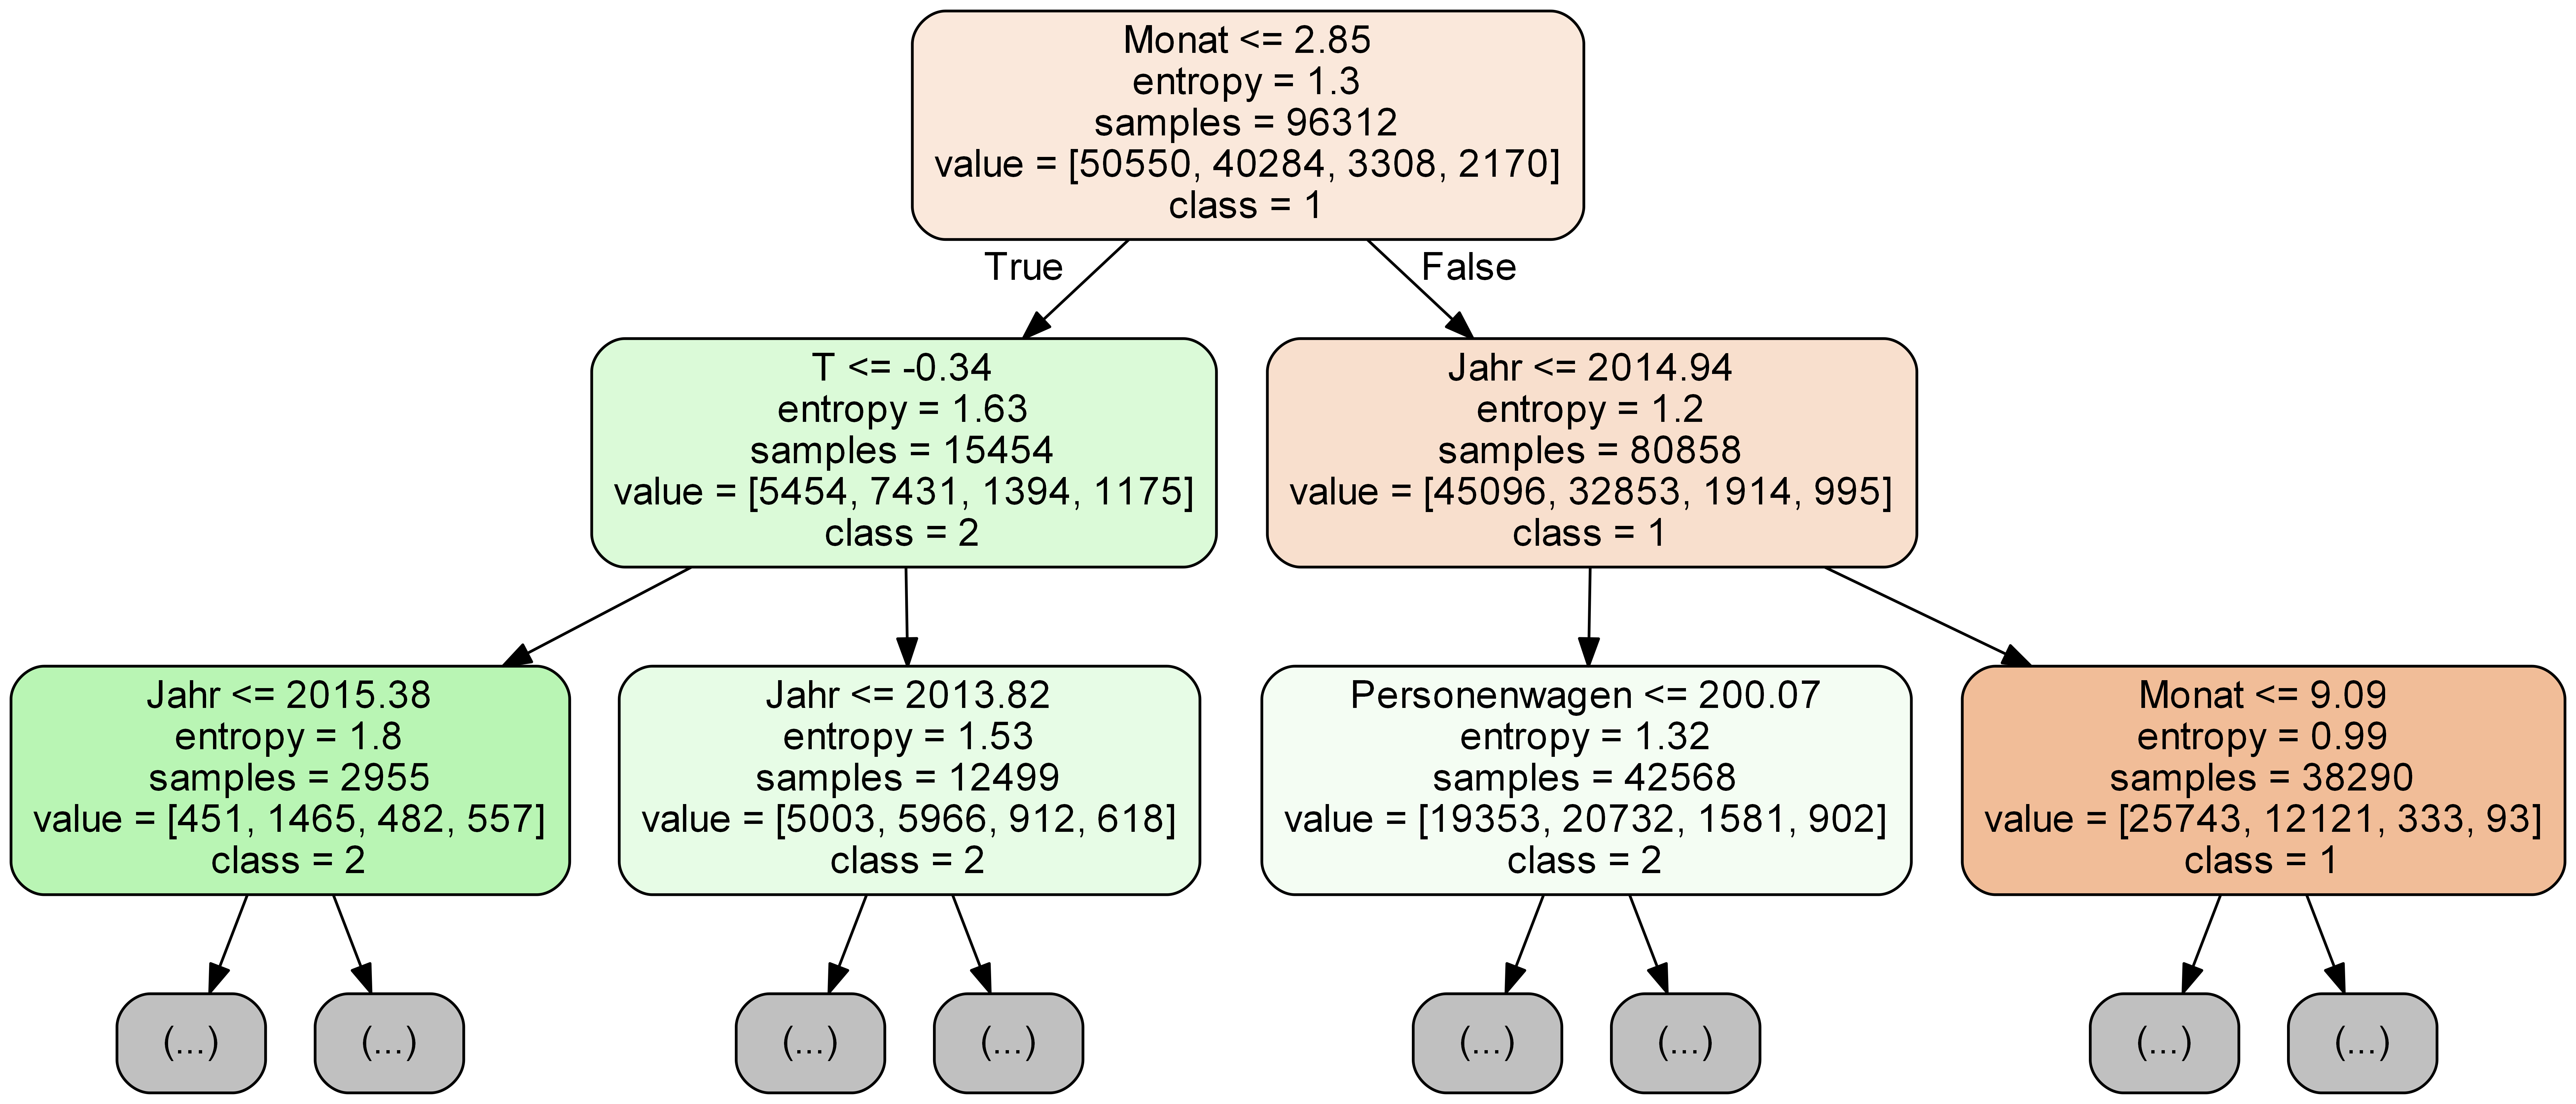 Monat <= 2.85
entropy = 1.3
samples = 96312
value = [50550, 40284, 3308, 2170]
class = 1
True
False
T <= -0.34
entropy = 1.63
samples = 15454
value = [5454, 7431, 1394, 1175]
class = 2
Jahr <= 2014.94
entropy = 1.2
samples = 80858
value = [45096, 32853, 1914, 995]
class = 1
Jahr <= 2015.38
entropy = 1.8
samples = 2955
value = [451, 1465, 482, 557]
class = 2
Jahr <= 2013.82
entropy = 1.53
samples = 12499
value = [5003, 5966, 912, 618]
class = 2
Personenwagen <= 200.07
entropy = 1.32
samples = 42568
value = [19353, 20732, 1581, 902]
class = 2
Monat <= 9.09
entropy = 0.99
samples = 38290
value = [25743, 12121, 333, 93]
class = 1
(...)
(...)
(...)
(...)
(...)
(...)
(...)
(...)